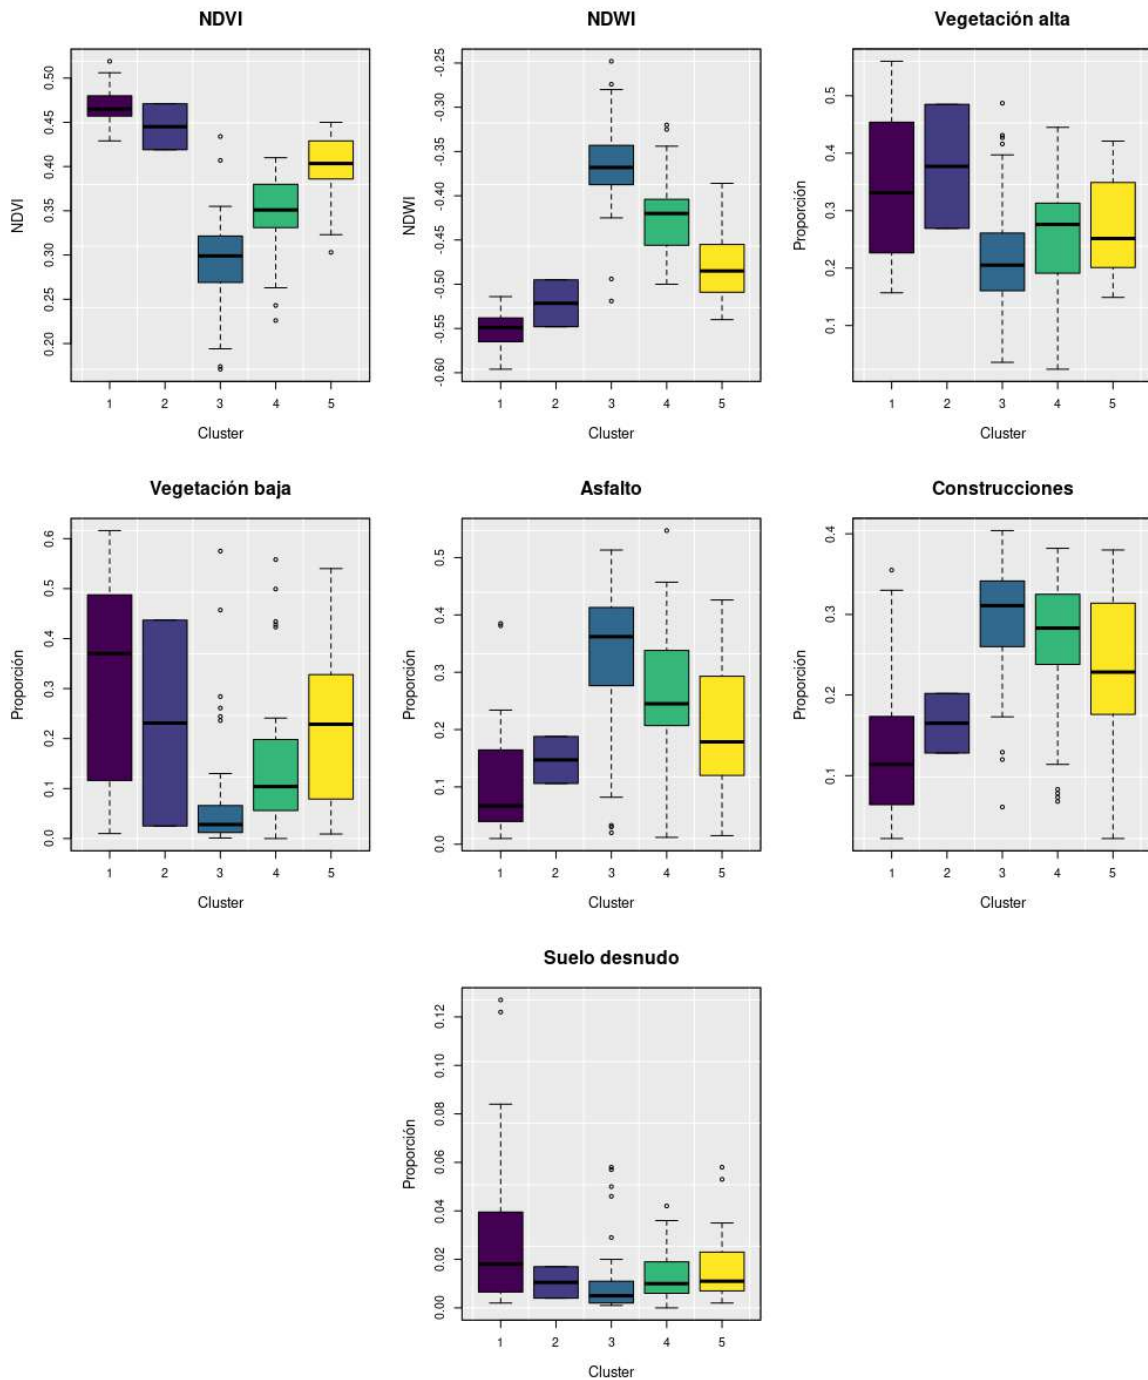 NDVI
NDVI
0.50
0.45
0.40
0.35
0.30
0.25
0.20
1 2 3 4 5
Cluster
NDWI
NDWI
-0.25
-0.30
-0.35
-0.40
-0.45
-0.50
-0.55
-0.60
1 2 3 4 5
Cluster
Vegetación alta
Proporción
0.5
0.4
0.3
0.2
0.1
1 2 3 4 5
Cluster
Vegetación baja
Proporción
0.6
0.5
0.4
0.3
0.2
0.1
0.0
1 2 3 4 5
Cluster
Asfalto
Proporción
0.5
0.4
0.3
0.2
0.1
0.0
1 2 3 4 5
Cluster
Construcciones
Proporción
0.4
0.3
0.2
0.1
1 2 3 4 5
Cluster
Suelo desnudo
Proporción
0.12
0.10
0.08
0.06
0.04
0.02
0.00
1 2 3 4 5
Cluster